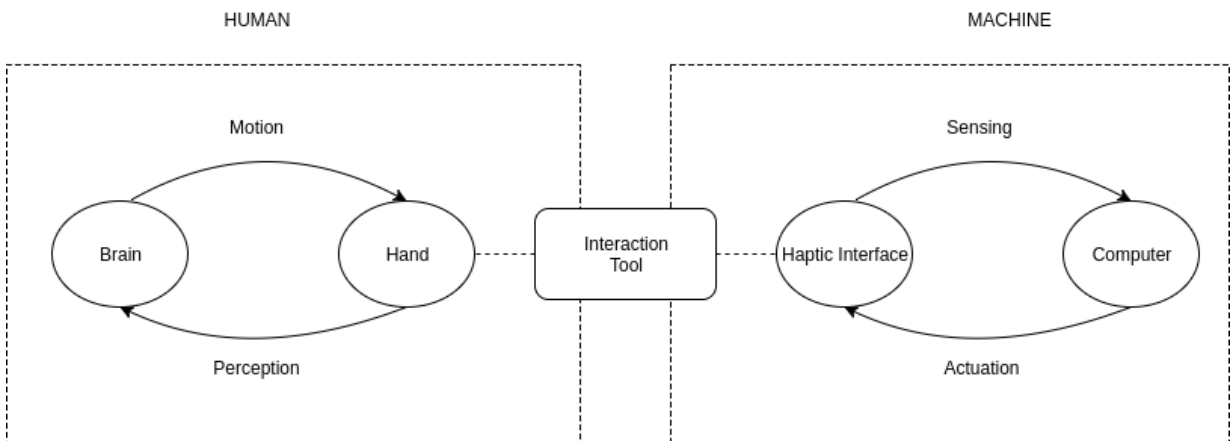 HUMAN
MACHINE
Motion
Sensing
Brain
Hand
Interaction
Tool
Haptic Interface
Computer
Perception
Actuation